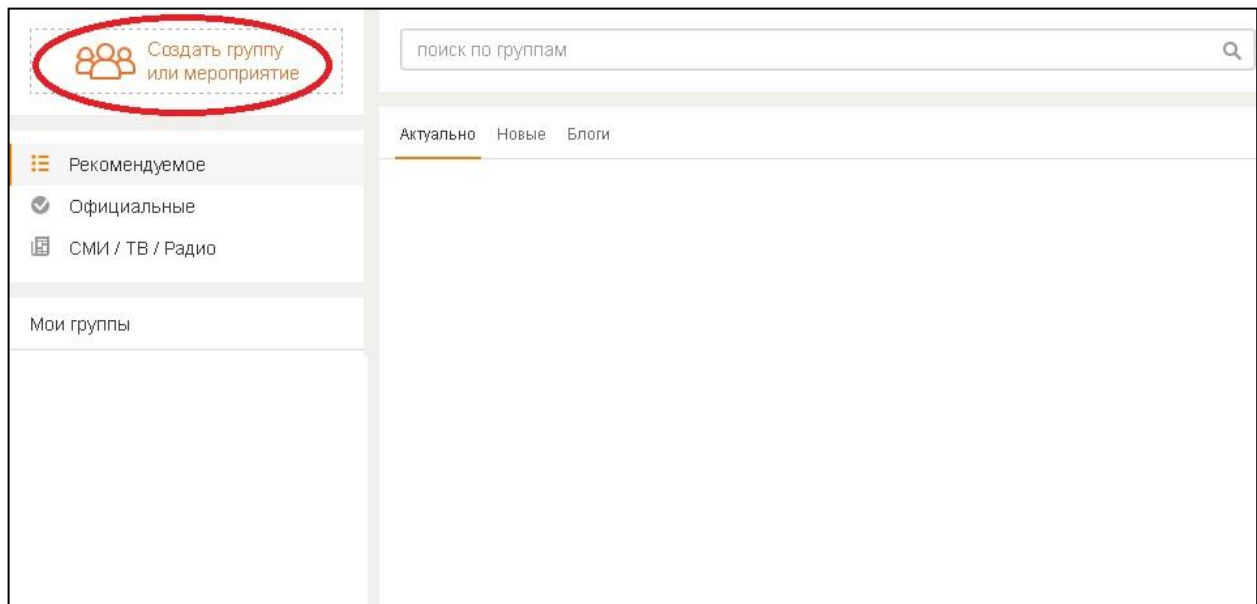 Создать группу
или мероприятие
поиск по группам
Актуально Новые Блоги
Рекомендуемое
Официальные
СМИ / ТВ / Радио
Мои группы